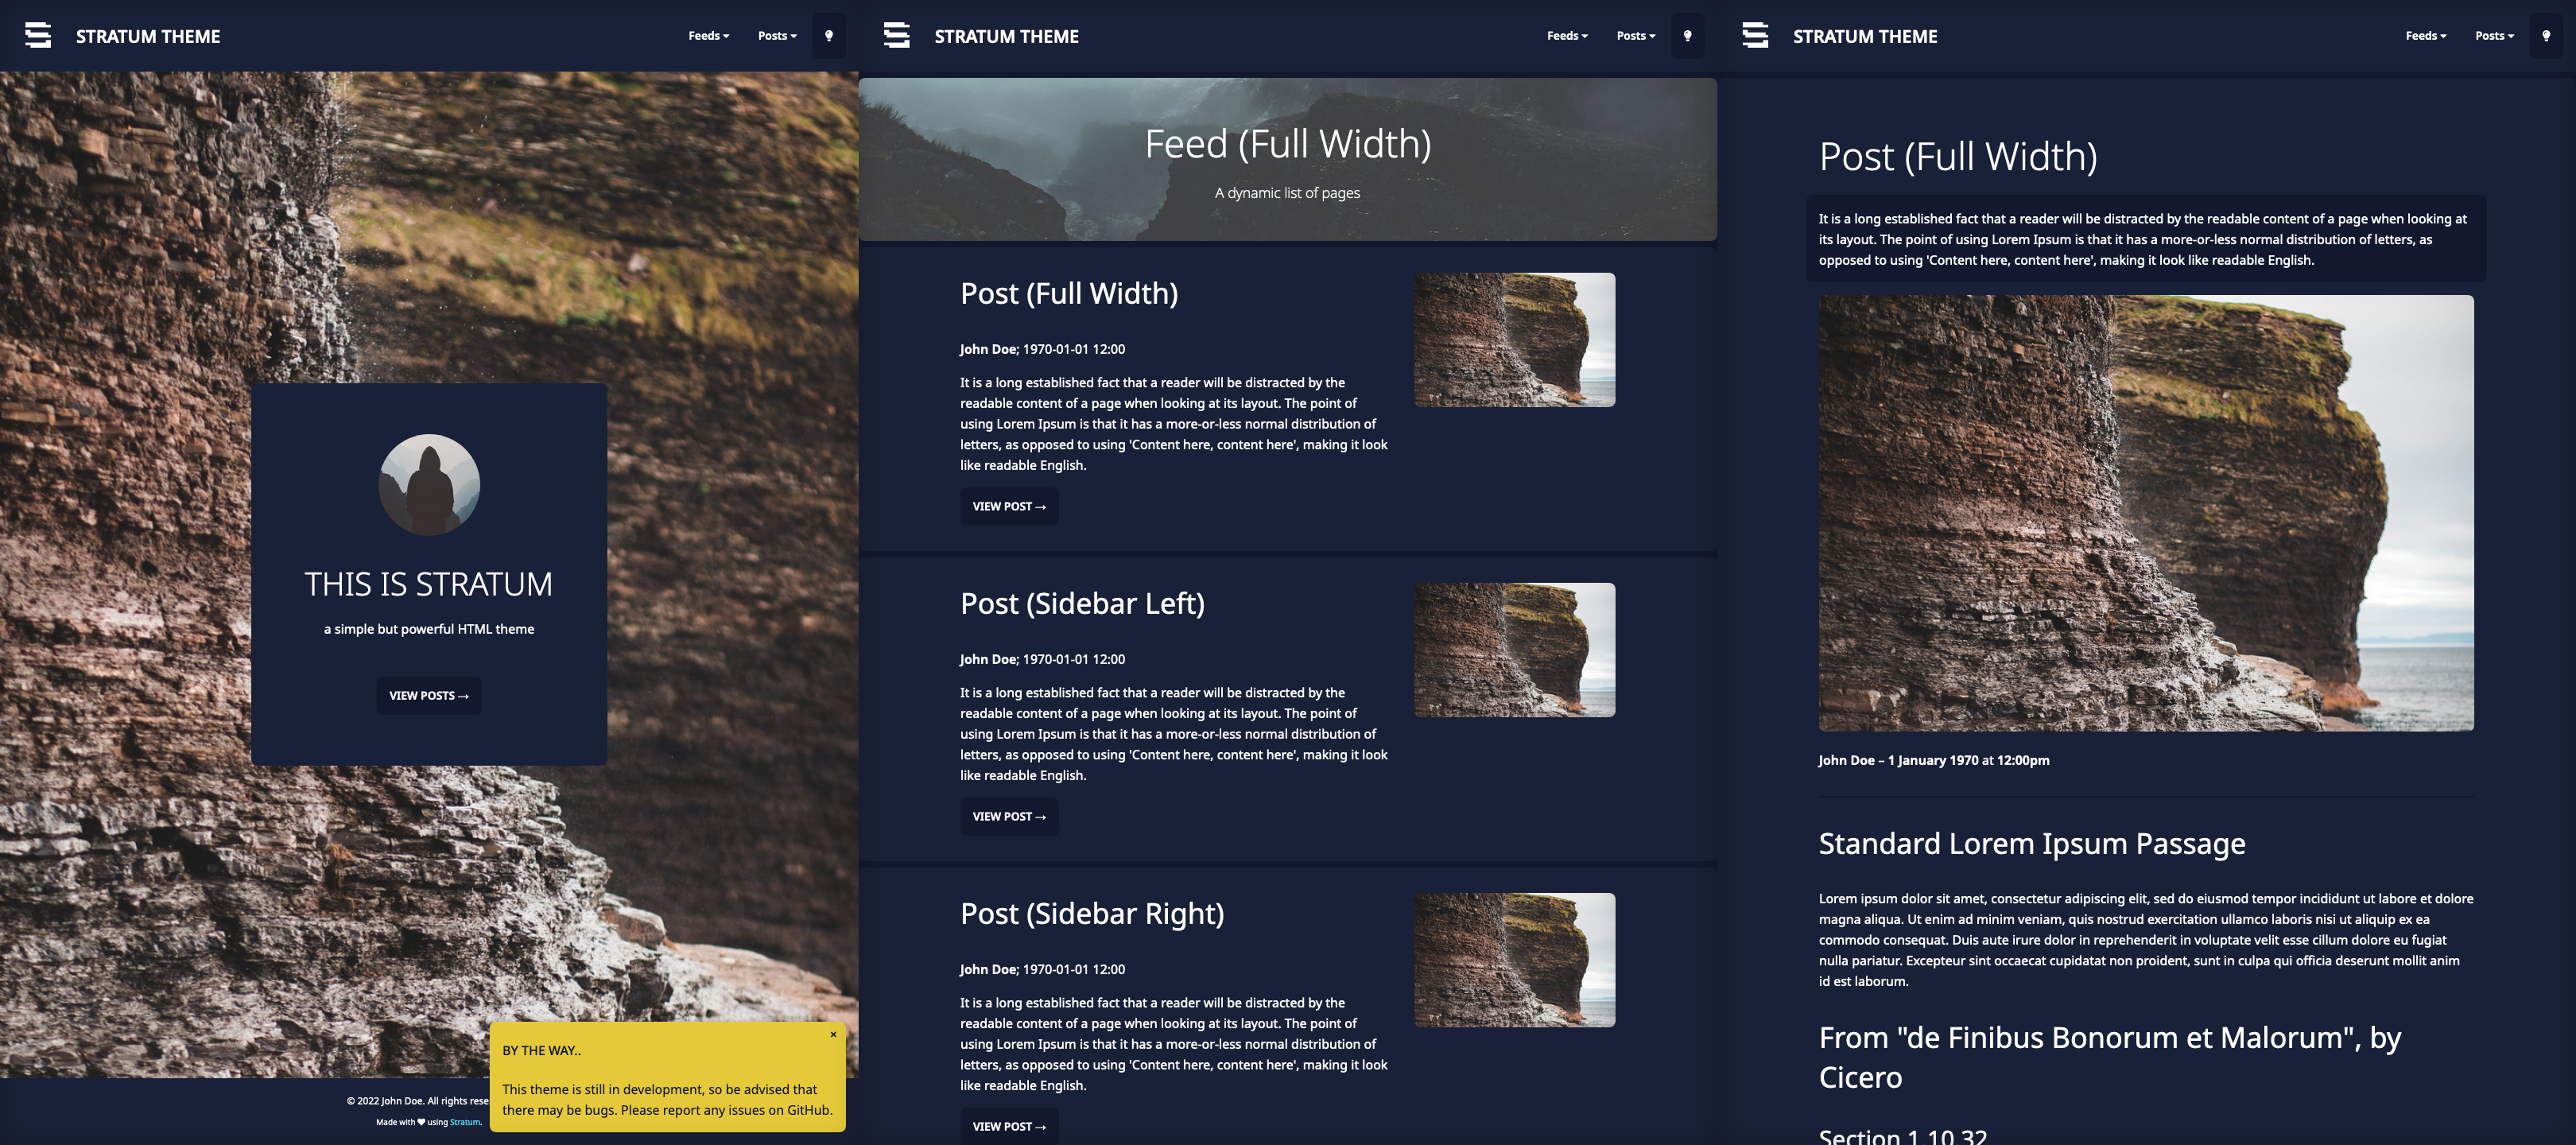 STRATUM THEME
Feeds
Posts
THIS IS STRATUM
a simple but powerful HTML theme
VIEW POSTS →
© 2022 John Doe. All rights rese
Made with ♥ using Stratum.
×
BY THE WAY..
This theme is still in development, so be advised that
there may be bugs. Please report any issues on GitHub.
STRATUM THEME
Feeds
Posts
Feed (Full Width)
A dynamic list of pages
Post (Full Width)
John Doe; 1970-01-01 12:00
It is a long established fact that a reader will be distracted by the
readable content of a page when looking at its layout. The point of
using Lorem Ipsum is that it has a more-or-less normal distribution of
letters, as opposed to using 'Content here, content here', making it look
like readable English.
VIEW POST →
Post (Sidebar Left)
John Doe; 1970-01-01 12:00
It is a long established fact that a reader will be distracted by the
readable content of a page when looking at its layout. The point of
using Lorem Ipsum is that it has a more-or-less normal distribution of
letters, as opposed to using 'Content here, content here', making it look
like readable English.
VIEW POST →
Post (Sidebar Right)
John Doe; 1970-01-01 12:00
It is a long established fact that a reader will be distracted by the
readable content of a page when looking at its layout. The point of
using Lorem Ipsum is that it has a more-or-less normal distribution of
letters, as opposed to using 'Content here, content here', making it look
like readable English.
VIEW POST →
STRATUM THEME
Feeds
Posts
Post (Full Width)
It is a long established fact that a reader will be distracted by the readable content of a page when looking at
its layout. The point of using Lorem Ipsum is that it has a more-or-less normal distribution of letters, as
opposed to using 'Content here, content here', making it look like readable English.
John Doe – 1 January 1970 at 12:00pm
Standard Lorem Ipsum Passage
Lorem ipsum dolor sit amet, consectetur adipiscing elit, sed do eiusmod tempor incididunt ut labore et dolore
magna aliqua. Ut enim ad minim veniam, quis nostrud exercitation ullamco laboris nisi ut aliquip ex ea
commodo consequat. Duis aute irure dolor in reprehenderit in voluptate velit esse cillum dolore eu fugiat
nulla pariatur. Excepteur sint occaecat cupidatat non proident, sunt in culpa qui officia deserunt mollit anim
id est laborum.
From "de Finibus Bonorum et Malorum", by
Cicero
Section 1.10.32